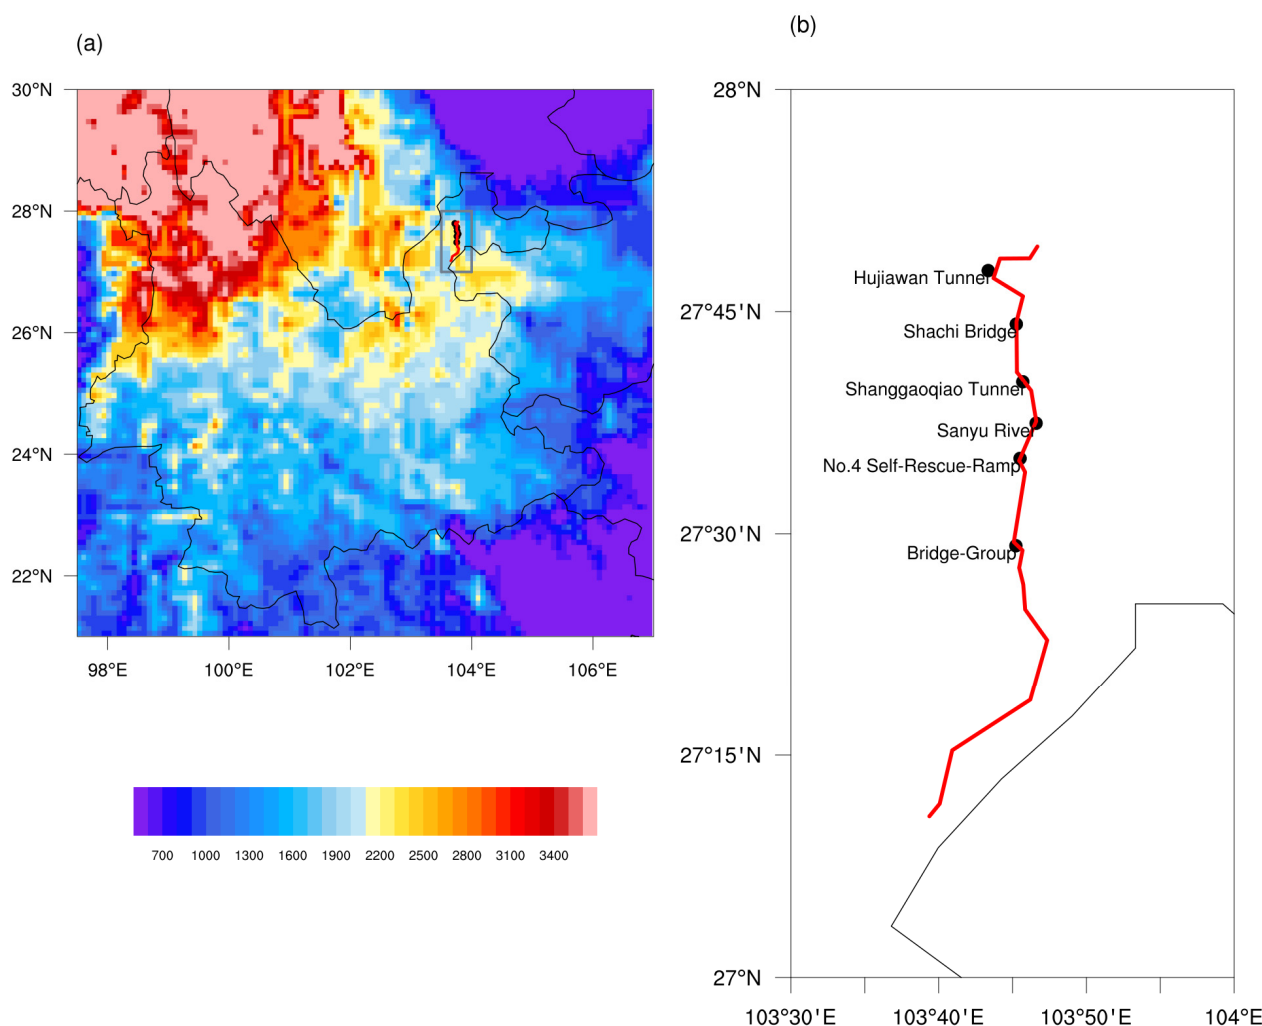 (a)
30°N
28°N
26°N
24°N
22°N
98°E 100°E 102°E 104°E 106°E
700 1000 1300 1600 1900 2200 2500 2800 3100 3400
(b)
28°N
27°45'N
27°30'N
27°15'N
27°N
Hujiawan Tunnel
Shachi Bridge
Shanggaoqiao Tunnel
Sanyu River
No.4 Self-Rescue-Ramp
Bridge-Group
103°30'E 103°40'E 103°50'E 104°E